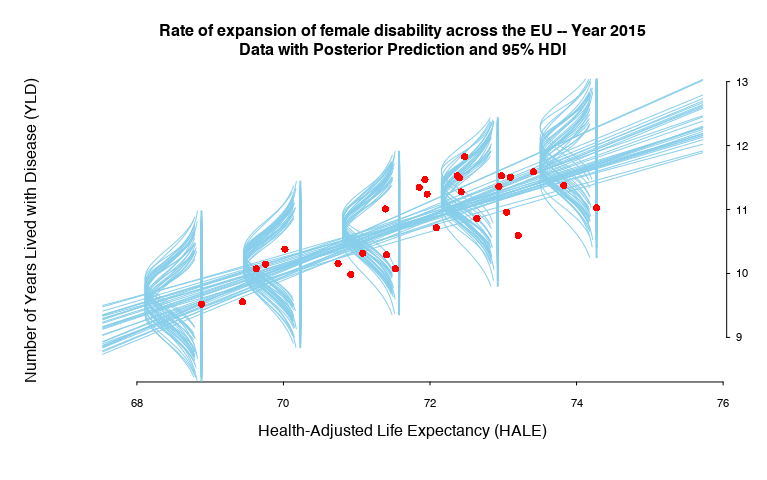 Rate of expansion of female disability across the EU -- Year 2015
Data with Posterior Prediction and 95% HDI
Number of Years Lived with Disease (YLD)
13
12
11
10
9
68 70 72 74 76
Health-Adjusted Life Expectancy (HALE)